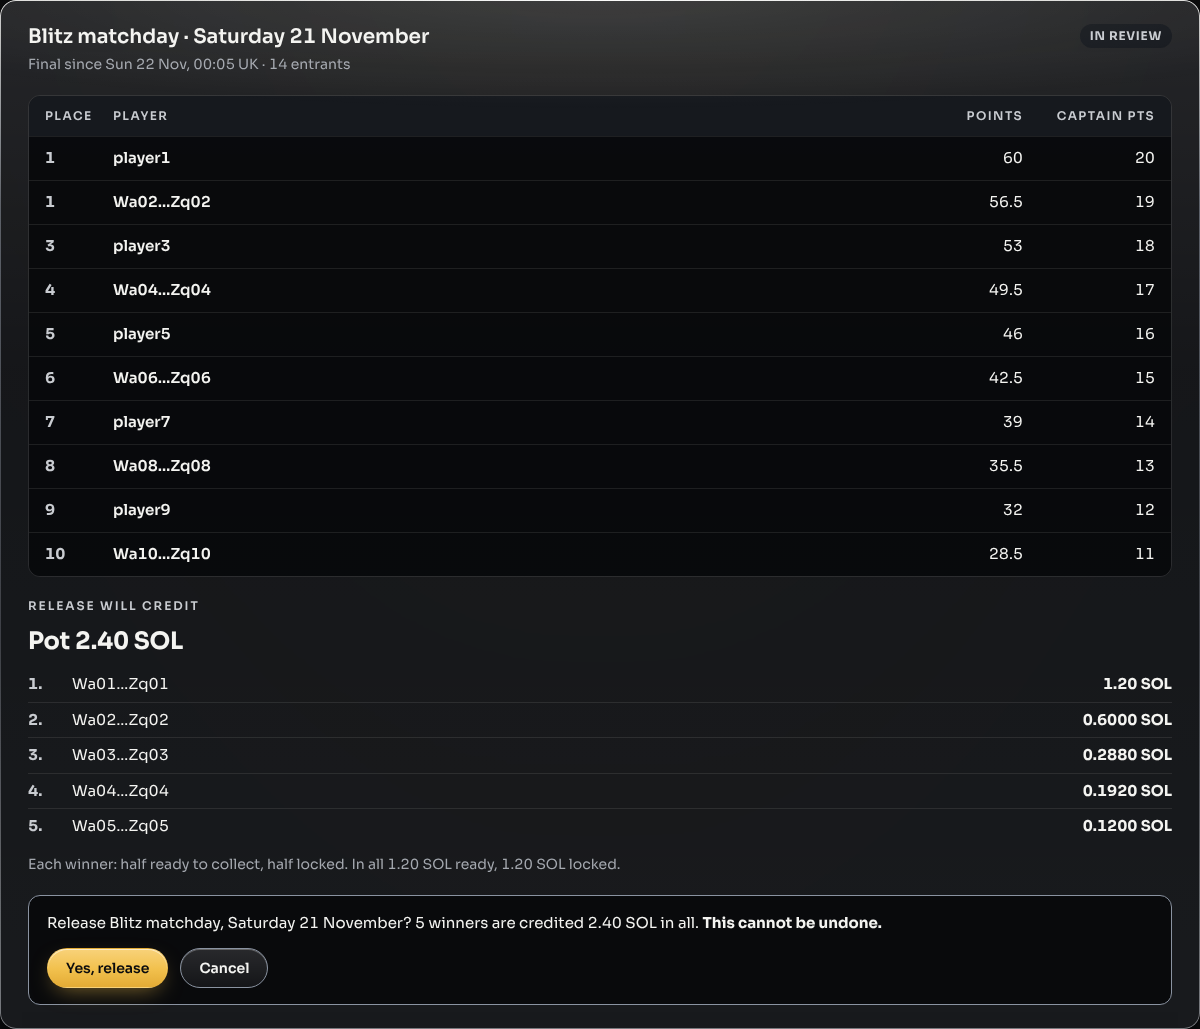 Blitz matchday · Saturday 21 November
IN REVIEW
Final since Sun 22 Nov, 00:05 UK · 14 entrants
PLACE PLAYER POINTS CAPTAIN PTS
1 player1 60 20
1 Wa02...Zq02 56.5 19
3 player3 53 18
4 Wa04...Zq04 49.5 17
5 player5 46 16
6 Wa06...Zq06 42.5 15
7 player7 39 14
8 Wa08...Zq08 35.5 13
9 player9 32 12
10 Wa10...Zq10 28.5 11
RELEASE WILL CREDIT
Pot 2.40 SOL
1. Wa01...Zq01 1.20 SOL
2. Wa02...Zq02 0.6000 SOL
3. Wa03...Zq03 0.2880 SOL
4. Wa04...Zq04 0.1920 SOL
5. Wa05...Zq05 0.1200 SOL
Each winner: half ready to collect, half locked. In all 1.20 SOL ready, 1.20 SOL locked.
Release Blitz matchday, Saturday 21 November? 5 winners are credited 2.40 SOL in all. This cannot be undone.
Yes, release Cancel